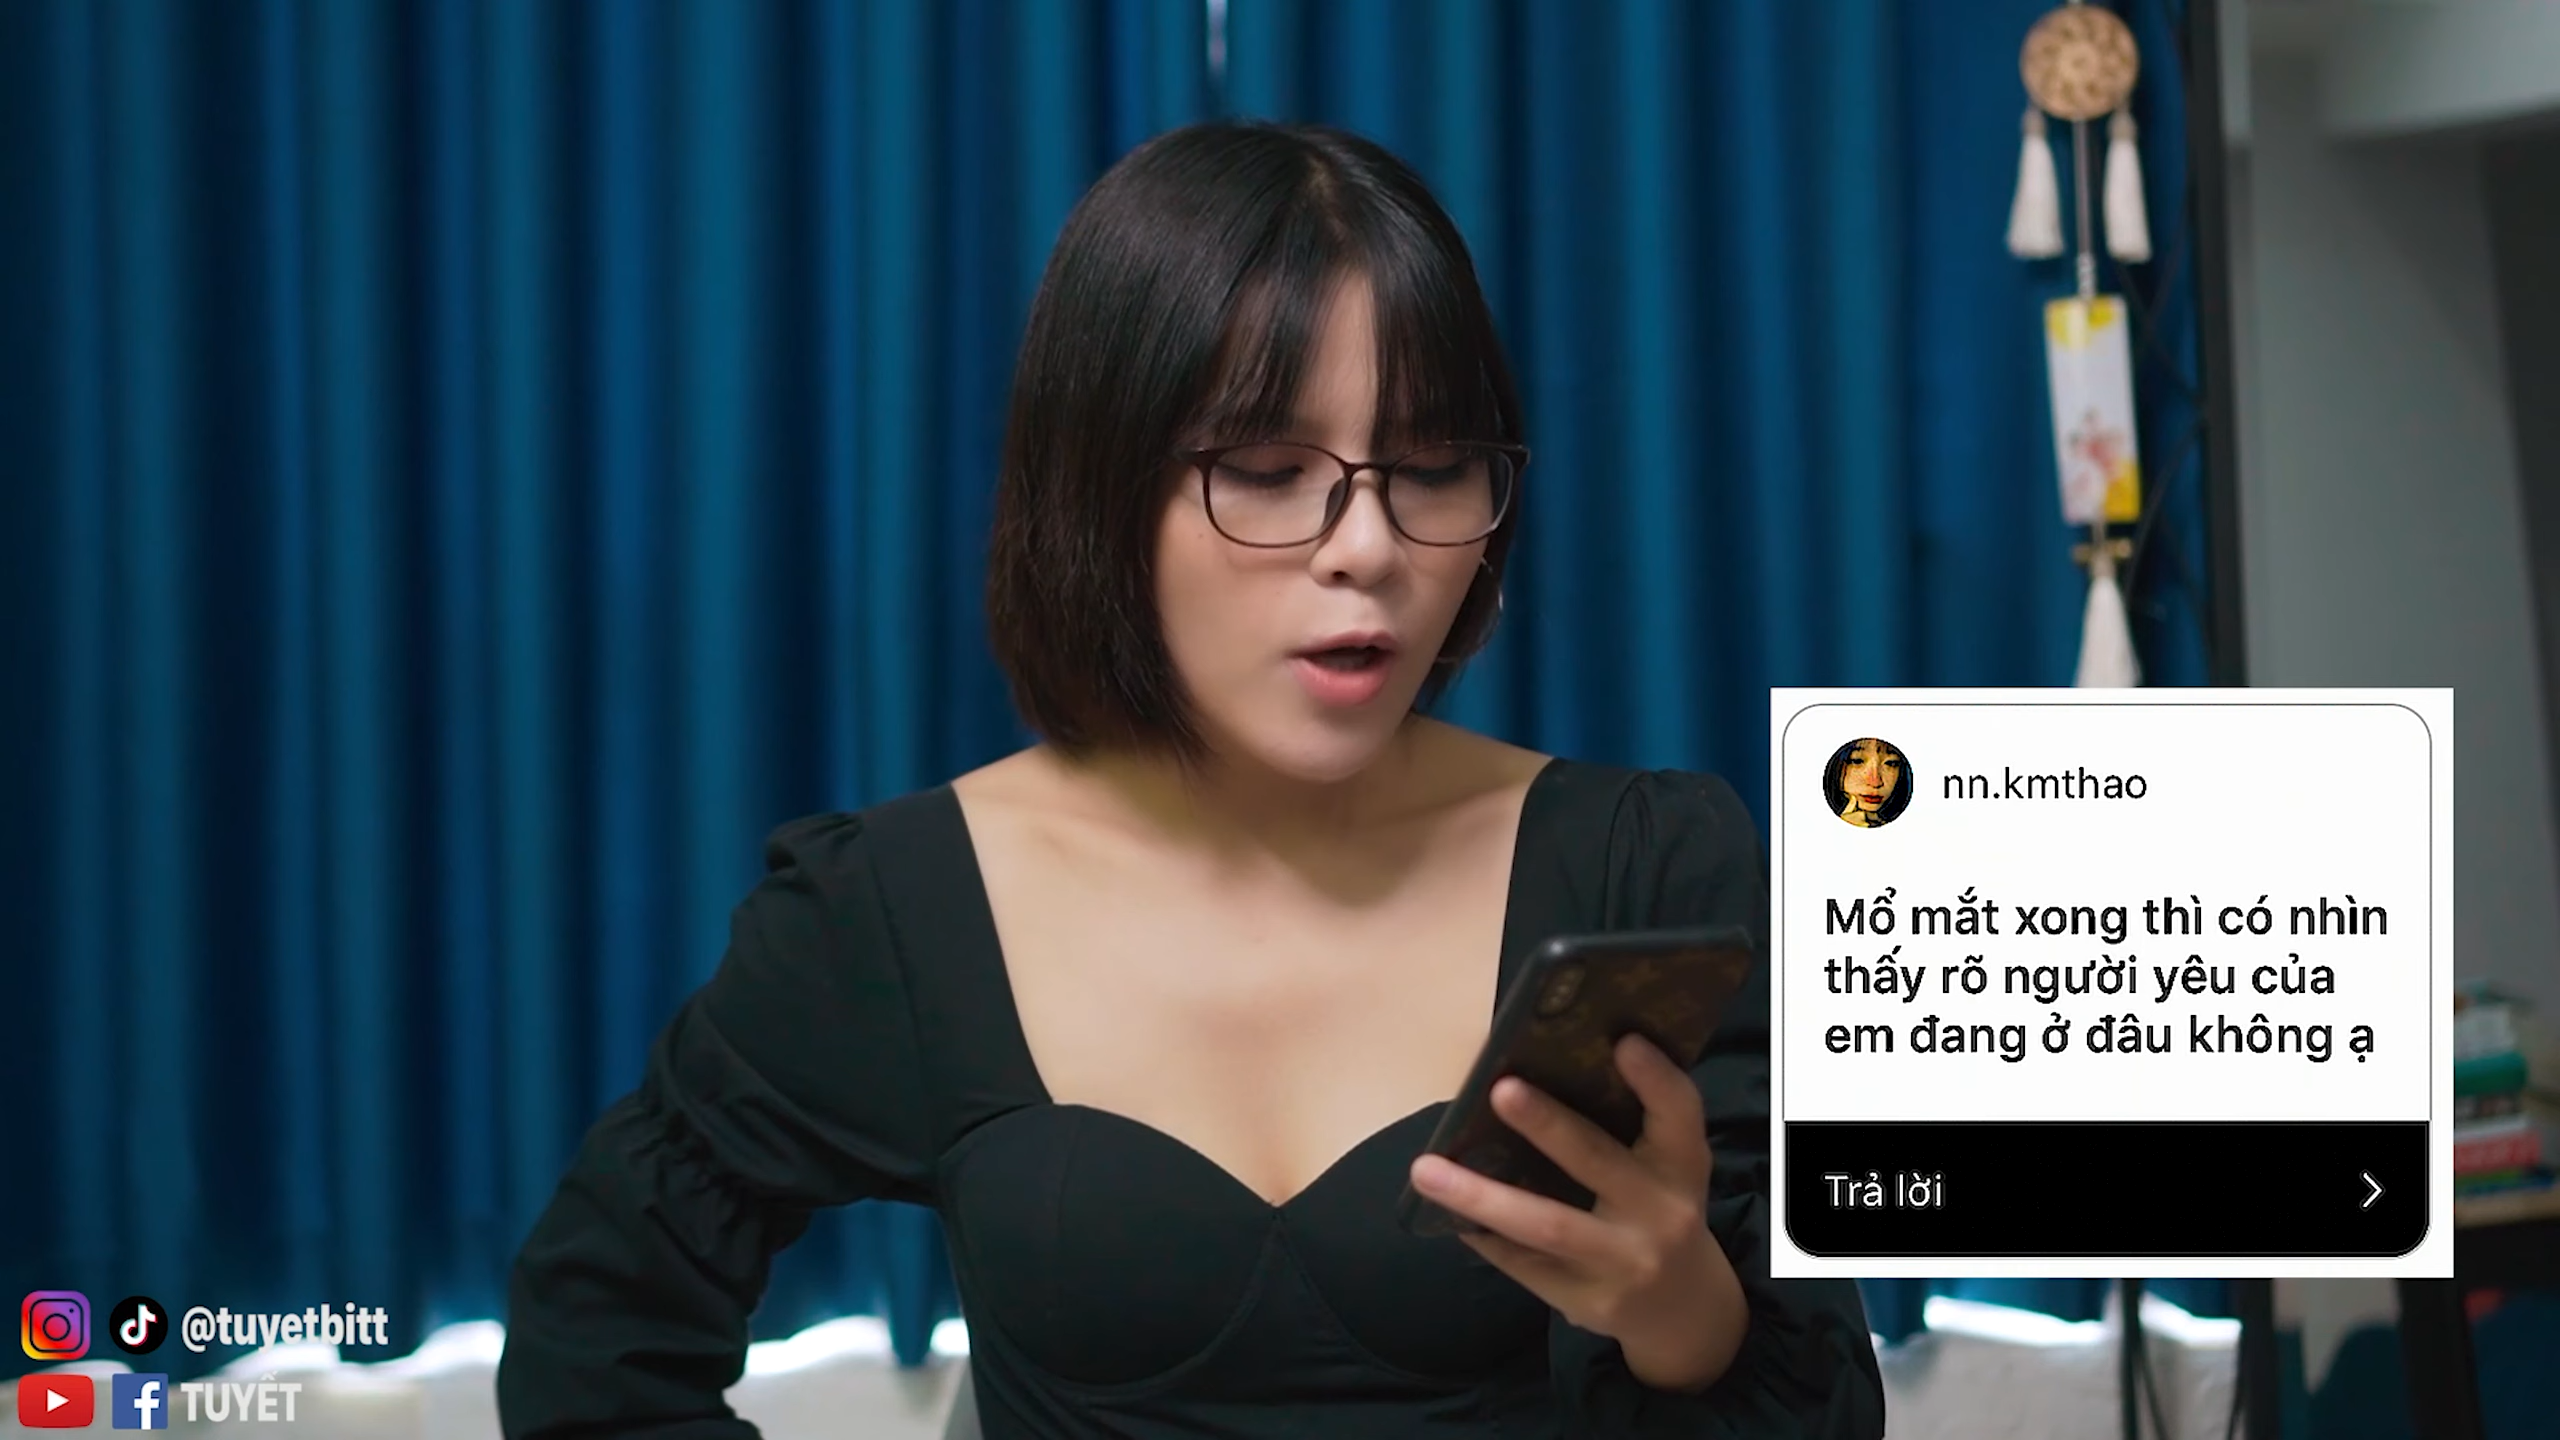 nn.kmthao
Mổ mắt xong thì có nhìn
thấy rõ người yêu của
em đang ở đâu không ạ
Trả lời
@tuyetbitt
TUYẾT